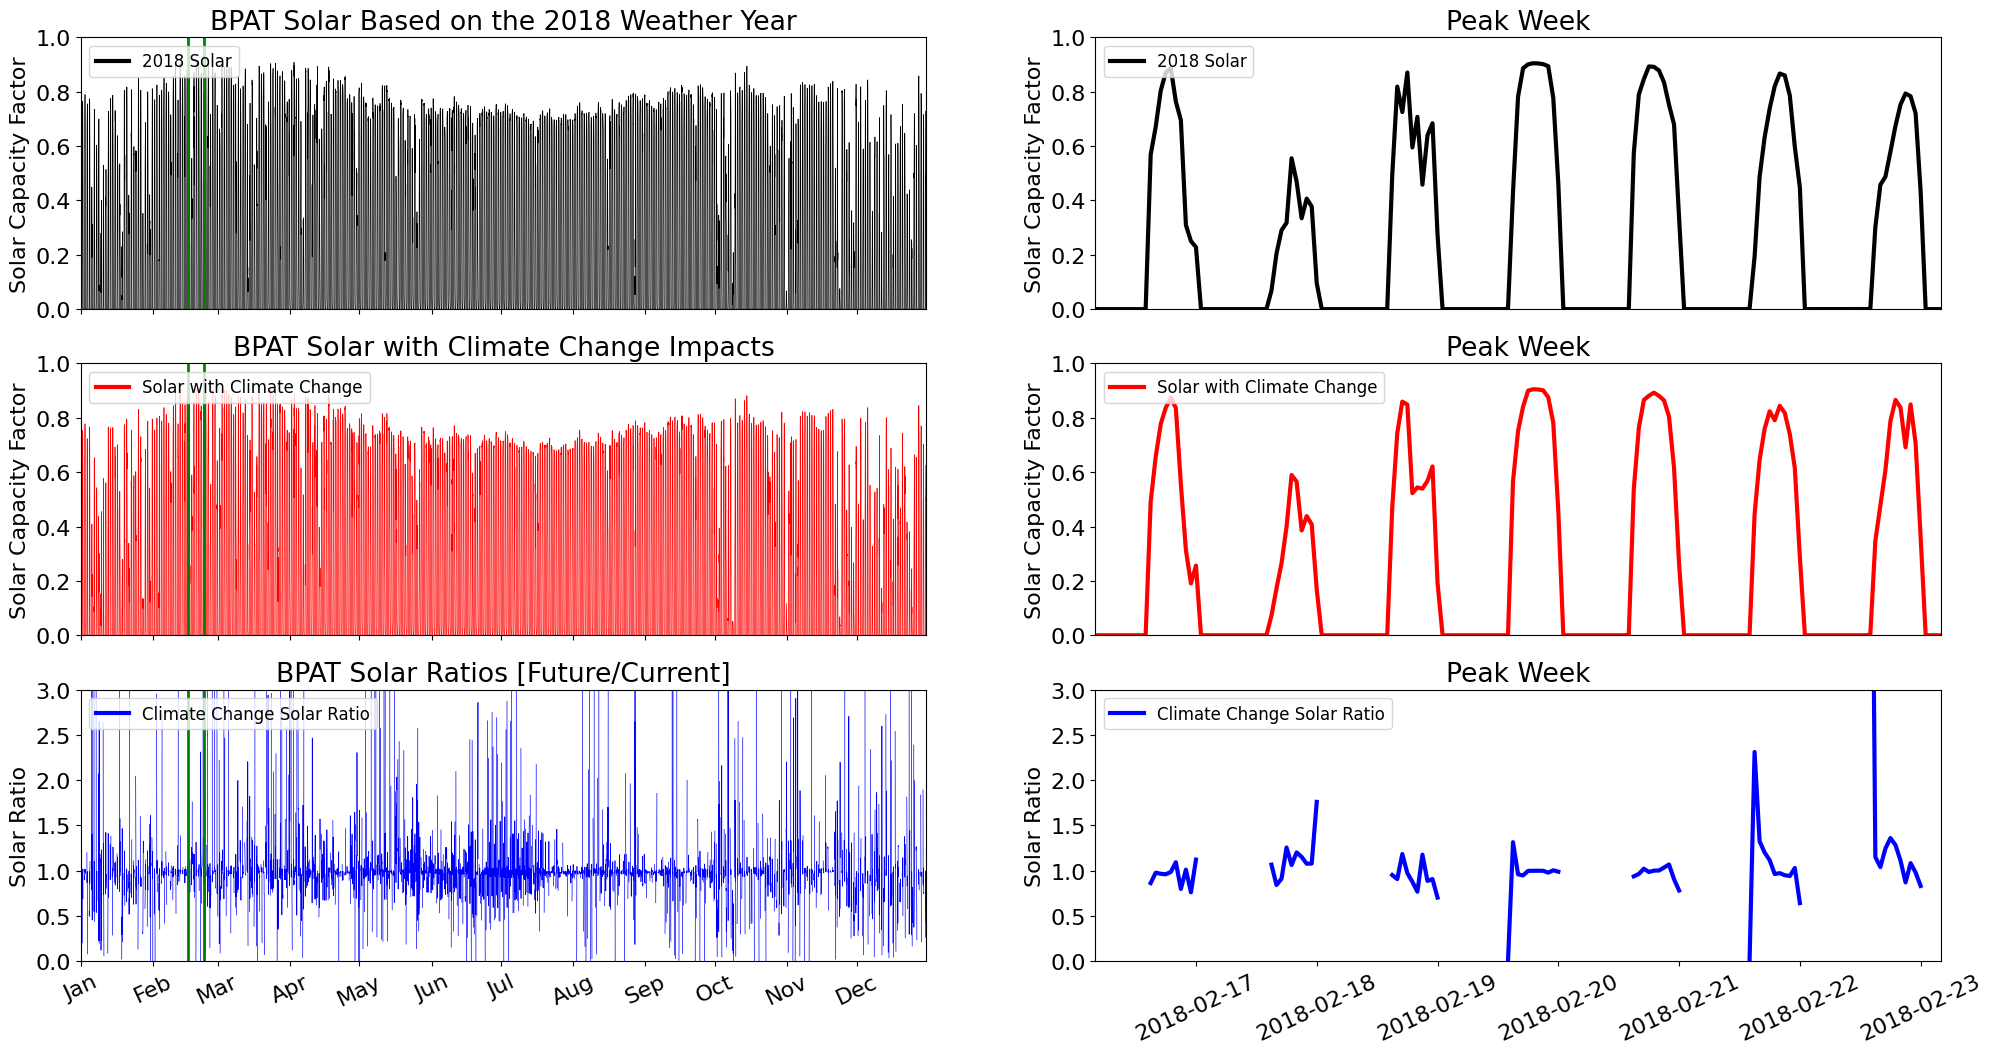 BPAT Solar Based on the 2018 Weather Year
Solar Capacity Factor
1.0
0.8
0.6
0.4
0.2
0.0
2018 Solar
Peak Week
Solar Capacity Factor
1.0
0.8
0.6
0.4
0.2
0.0
2018 Solar
BPAT Solar with Climate Change Impacts
Solar Capacity Factor
1.0
0.8
0.6
0.4
0.2
0.0
Solar with Climate Change
Peak Week
Solar Capacity Factor
1.0
0.8
0.6
0.4
0.2
0.0
Solar with Climate Change
BPAT Solar Ratios [Future/Current]
Solar Ratio
3.0
2.5
2.0
1.5
1.0
0.5
0.0
Climate Change Solar Ratio
Jan
Feb
Mar
Apr
May
Jun
Jul
Aug
Sep
Oct
Nov
Dec
Peak Week
Solar Ratio
3.0
2.5
2.0
1.5
1.0
0.5
0.0
Climate Change Solar Ratio
2018-02-17
2018-02-18
2018-02-19
2018-02-20
2018-02-21
2018-02-22
2018-02-23